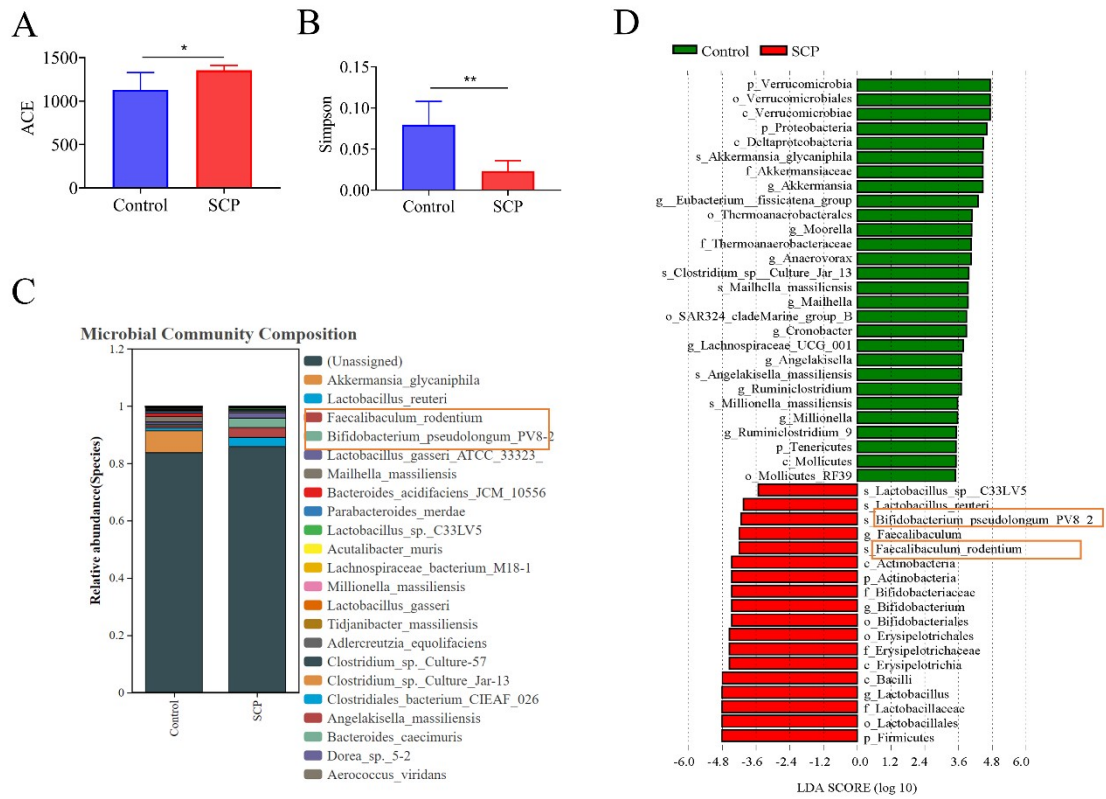 A
*
1500
1000
500
0
ACE
Control
SCP
B
**
0.15
0.10
0.05
0.00
Simpson
Control
SCP
C
Microbial Community Composition
1.2
1
0.8
0.6
0.4
0.2
0
Relative abundance(Species)
Control
SCP
(Unassigned)
Akkermansia_glycaniphila
Lactobacillus_reuteri
Faecalibaculum_rodentium
Bifidobacterium_pseudolongum_PV8-2
Lactobacillus_gasseri_ATCC_33323_
Mailhella_massiliensis
Bacteroides_acidifaciens_JCM_10556
Parabacteroides_merdae
Lactobacillus_sp._C33LV5
Acutalibacter_muris
Lachnospiraceae_bacterium_M18-1
Millionella_massiliensis
Lactobacillus_gasseri
Tidjanibacter_massiliensis
Adlercreutzia_equolifaciens
Clostridium_sp._Culture-57
Clostridium_sp._Culture_Jar-13
Clostridiales_bacterium_CIEAF_026
Angelakisella_massiliensis
Bacteroides_caecimuris
Dorea_sp._5-2
Aerococcus_viridans
D
Control
SCP
p_Verrucomicrobia
o_Verrucomicrobiales
c_Verrucomicrobiae
p_Proteobacteria
c_Deltaproteobacteria
s_Akkermansia_glycaniphila
f_Akkermansiaceae
g_Akkermansia
g__Eubacterium__fissicatena_group
o_Thermoanaerobacterales
g_Moorella
f_Thermoanaerobacteraceae
g_Anaerovorax
s_Clostridium_sp__Culture_Jar_13
s_Mailhella_massiliensis
g_Mailhella
o_SAR324_cladeMarine_group_B
g_Cronobacter
g_Lachnospiraceae_UCG_001
g_Angelakisella
s_Angelakisella_massiliensis
g_Ruminiclostridium
s_Millionella_massiliensis
g_Millionella
g_Ruminiclostridium_9
p_Tenericutes
c_Mollicutes
o_Mollicutes_RF39
s_Lactobacillus_sp__C33LV5
s_Lactobacillus_reuteri
s_Bifidobacterium_pseudolongum_PV8_2
g_Faecalibaculum
s_Faecalibaculum_rodentium
c_Actinobacteria
p_Actinobacteria
f_Bifidobacteriaceae
g_Bifidobacterium
o_Bifidobacteriales
o_Erysipelotrichales
f_Erysipelotrichaceae
c_Erysipelotrichia
c_Bacilli
g_Lactobacillus
f_Lactobacillaceae
o_Lactobacillales
p_Firmicutes
-6.0 -4.8 -3.6 -2.4 -1.2 0.0 3.6 4.8 6.0
LDA SCORE (log 10)